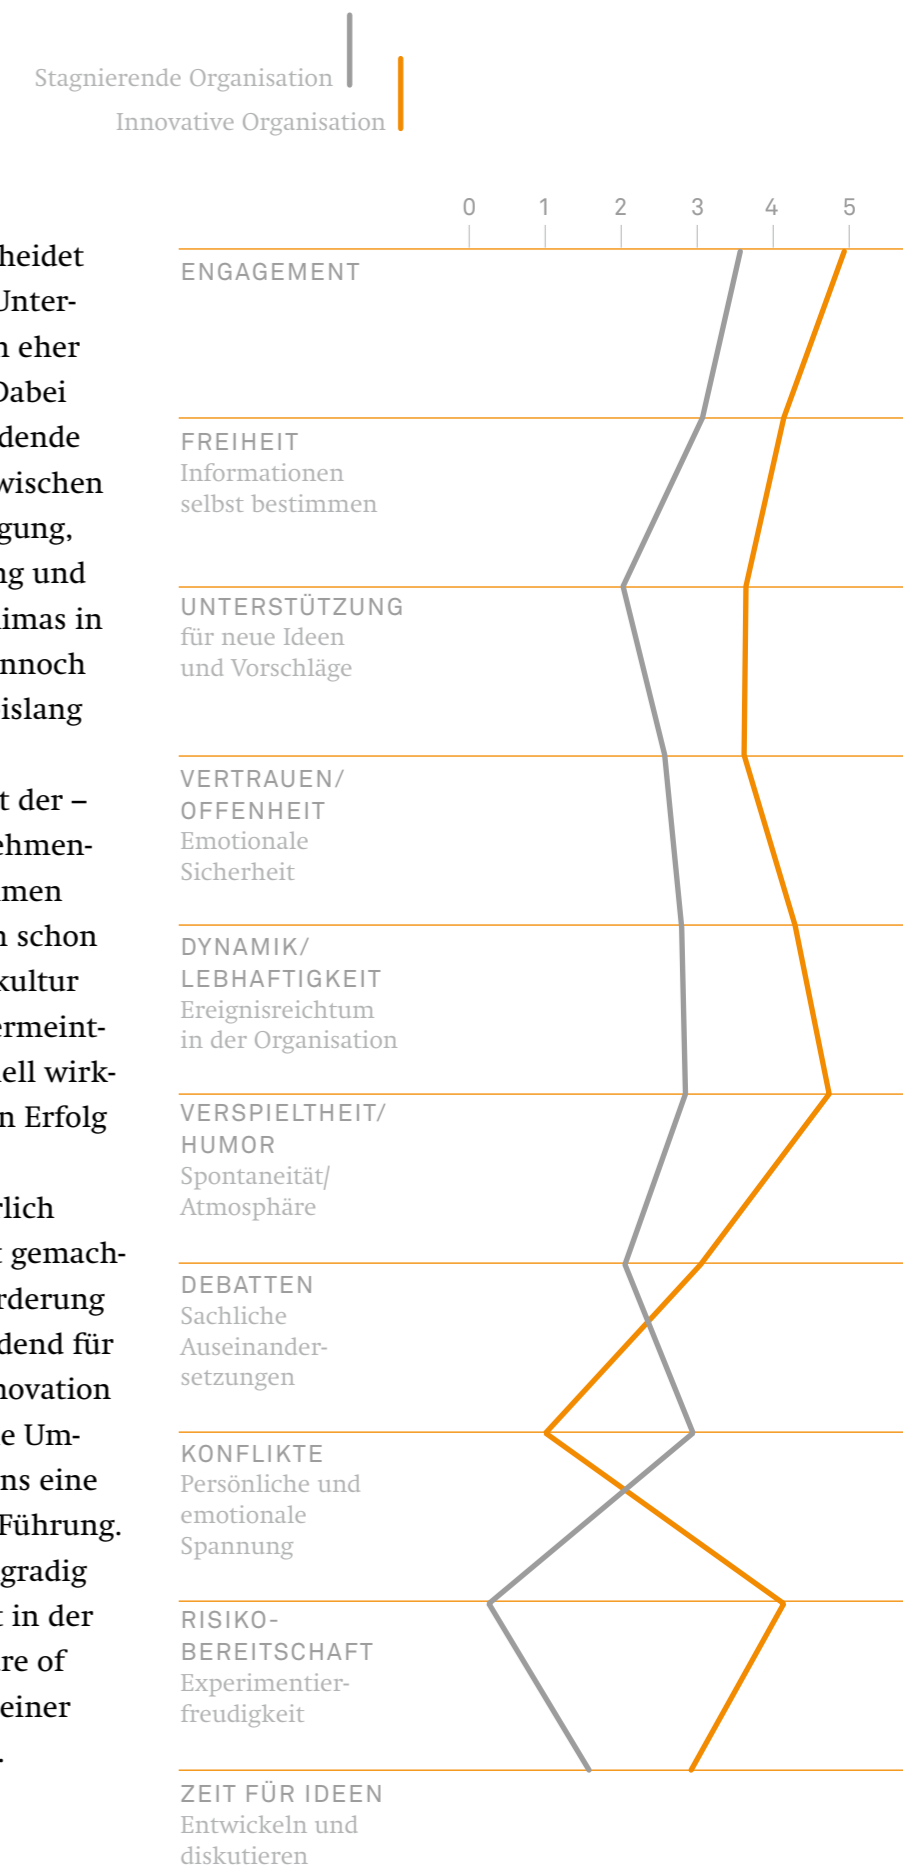 Stagnierende Organisation
Innovative Organisation
0 1 2 3 4 5
heidet
Unter-
n eher
Dabei
dende
wischen
gung,
ng und
imas in
nnoch
islang
t der –
ehmen-
men
n schon
kultur
ermeint-
ell wirk-
n Erfolg
rlich
t gemach-
rderung
dend für
novation
e Um-
ns eine
Führung.
gradig
t in der
re of
einer
.
ENGAGEMENT
FREIHEIT
Informationen
selbst bestimmen
UNTERSTÜTZUNG
für neue Ideen
und Vorschläge
VERTRAUEN/
OFFENHEIT
Emotionale
Sicherheit
DYNAMIK/
LEBHAFTIGKEIT
Ereignisreichtum
in der Organisation
VERSPIELTHEIT/
HUMOR
Spontaneität/
Atmosphäre
DEBATTEN
Sachliche
Auseinander-
setzungen
KONFLIKTE
Persönliche und
emotionale
Spannung
RISIKO-
BEREITSCHAFT
Experimentier-
freudigkeit
ZEIT FÜR IDEEN
Entwickeln und
diskutieren